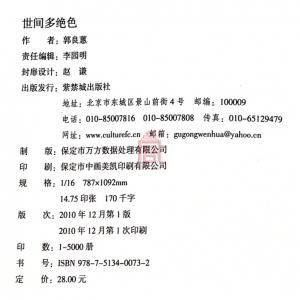 世间多绝色
作　　者：郭良蕙
责任编辑：李园明
封扉设计：赵　谦
出版发行：紫禁城出版社
地址：北京市东城区景山前街4号　邮编：100009
电话：010-85007816　010-85007808　传真：010-65129479
网址：www.culturefc.cn　邮箱：gugongwenhua@yahoo.cn
制　　版：保定市万方数据处理有限公司
印　　刷：保定市中画美凯印刷有限公司
规　　格：1/16　787×1092mm
14.75 印张　170 千字
版　　次：2010 年 12 月第 1 版
2010 年 12 月第 1 次印刷
印　　数：1-5000 册
书　　号：ISBN 978-7-5134-0073-2
定　　价：28.00 元